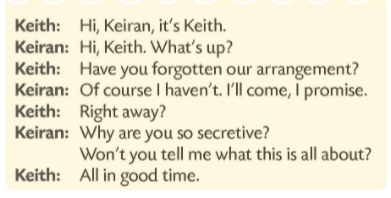 Keith: Hi, Keiran, it's Keith.
Keiran: Hi, Keith. What's up?
Keith: Have you forgotten our arrangement?
Keiran: Of course I haven't. I'll come, I promise.
Keith: Right away?
Keiran: Why are you so secretive?
Won't you tell me what this is all about?
Keith: All in good time.